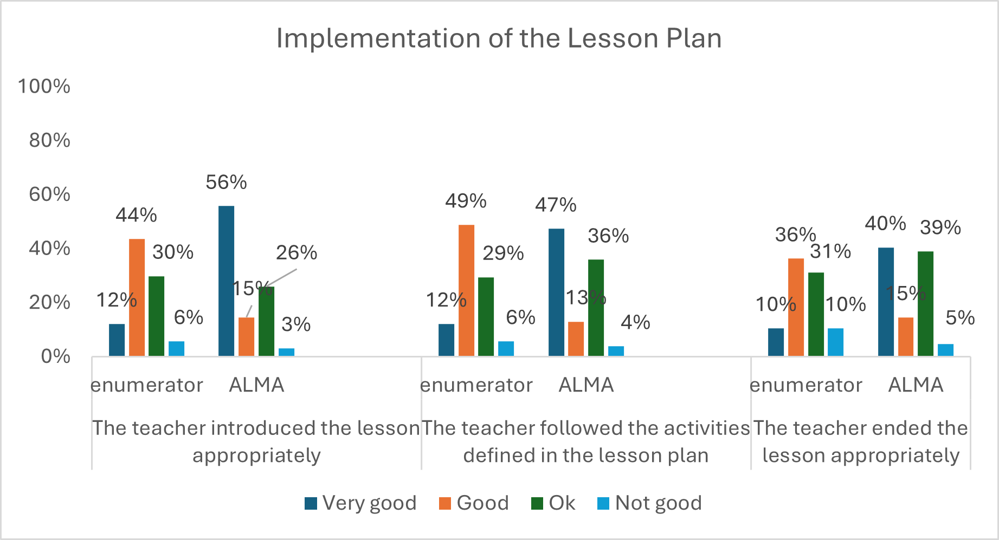 Implementation of the Lesson Plan
100%
80%
60%
40%
20%
0%
12%
44%
30%
6%
56%
15%
26%
3%
12%
49%
29%
6%
47%
13%
36%
4%
10%
36%
31%
10%
40%
15%
39%
5%
enumerator
ALMA
enumerator
ALMA
enumerator
ALMA
The teacher introduced the lesson
appropriately
The teacher followed the activities
defined in the lesson plan
The teacher ended the
lesson appropriately
Very good
Good
Ok
Not good